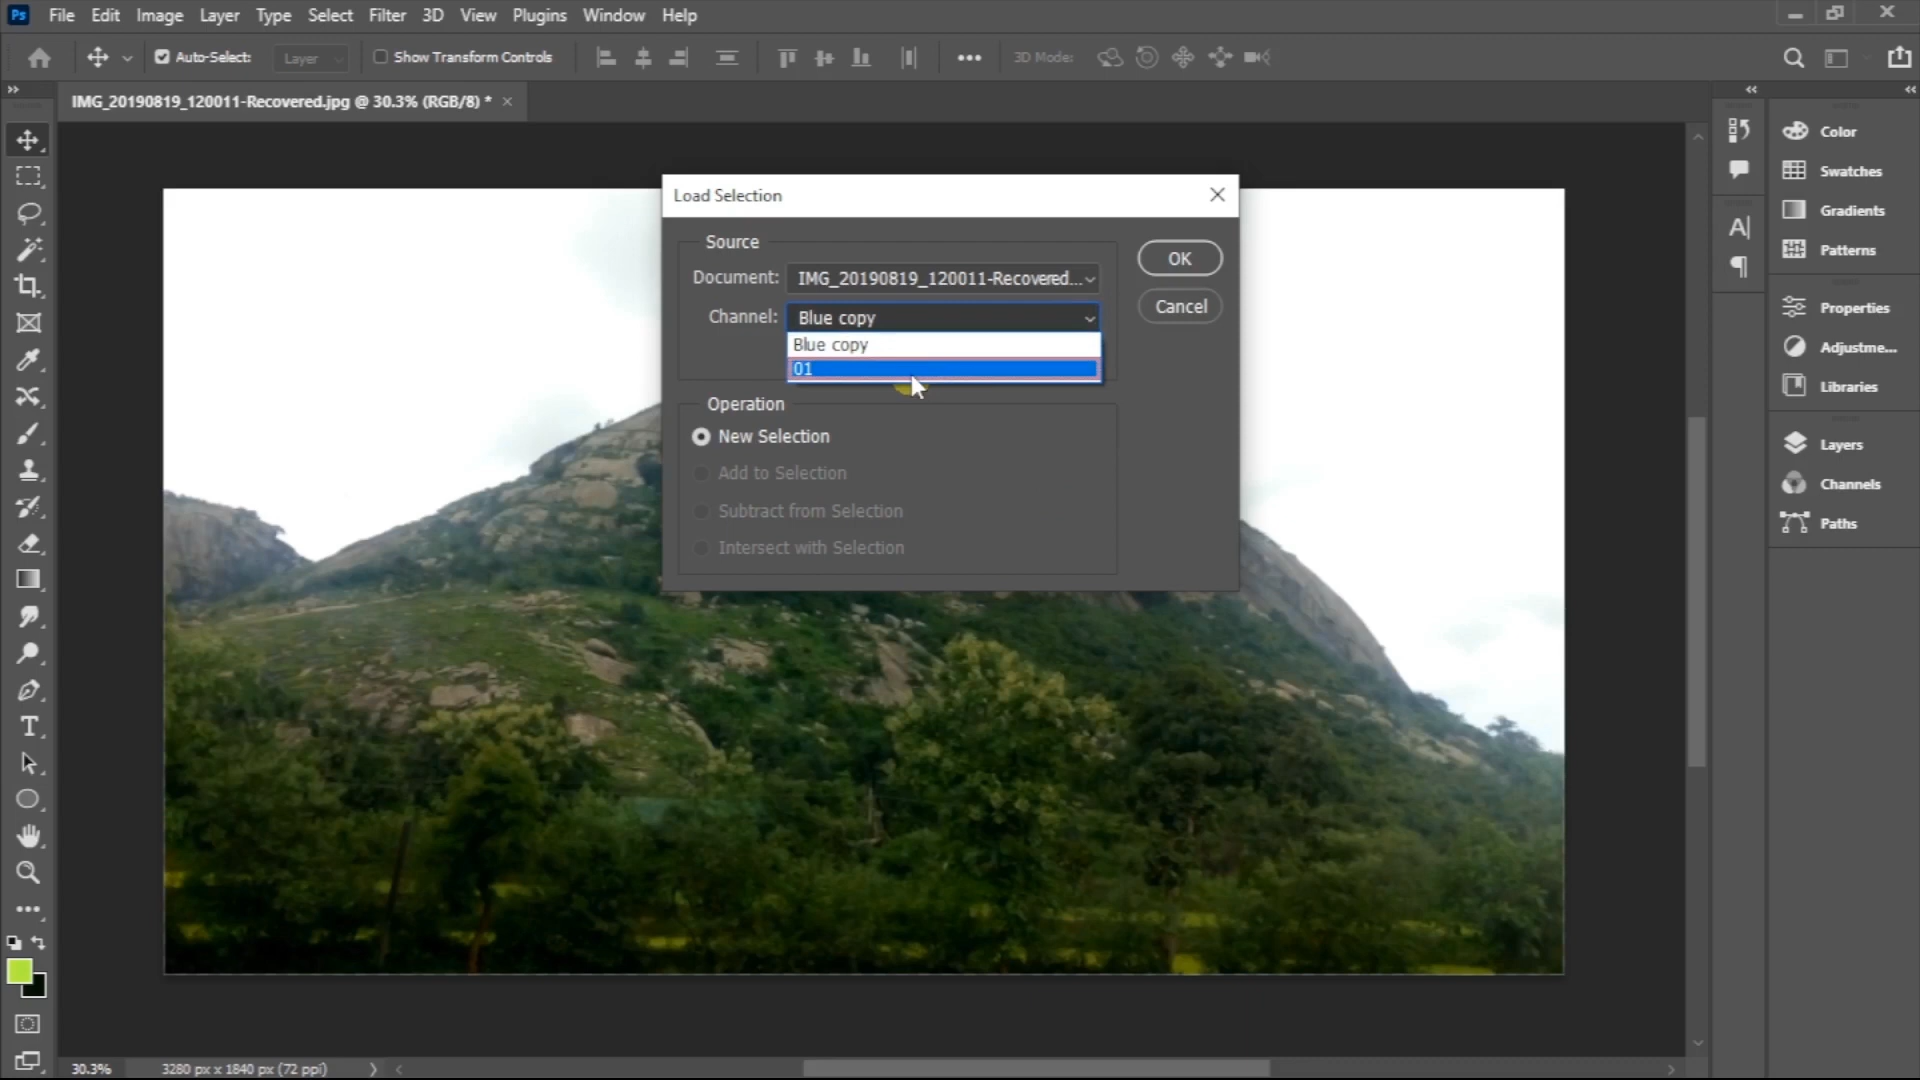 Ps File Edit Image Layer Type Select Filter 3D View Plugins Window Help
Auto-Select: Layer Show Transform Controls 3D Mode:
IMG_20190819_120011-Recovered.jpg @ 30.3% (RGB/8) *
Load Selection
Source
Document: IMG_20190819_120011-Recovered...
Channel: Blue copy
Blue copy
01
OK
Cancel
Operation
New Selection
Add to Selection
Subtract from Selection
Intersect with Selection
Color
Swatches
Gradients
Patterns
Properties
Adjustme...
Libraries
Layers
Channels
Paths
30.3% 3280 px x 1840 px (72 ppi)